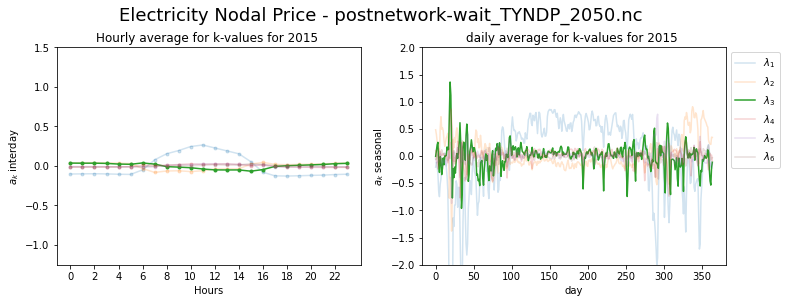 Electricity Nodal Price - postnetwork-wait_TYNDP_2050.nc
Hourly average for k-values for 2015
1.5
1.0
0.5
0.0
−0.5
−1.0
a_k interday
0 2 4 6 8 10 12 14 16 18 20 22
Hours
daily average for k-values for 2015
2.0
1.5
1.0
0.5
0.0
−0.5
−1.0
−1.5
−2.0
a_k seasonal
0 50 100 150 200 250 300 350
day
λ₁
λ₂
λ₃
λ₄
λ₅
λ₆